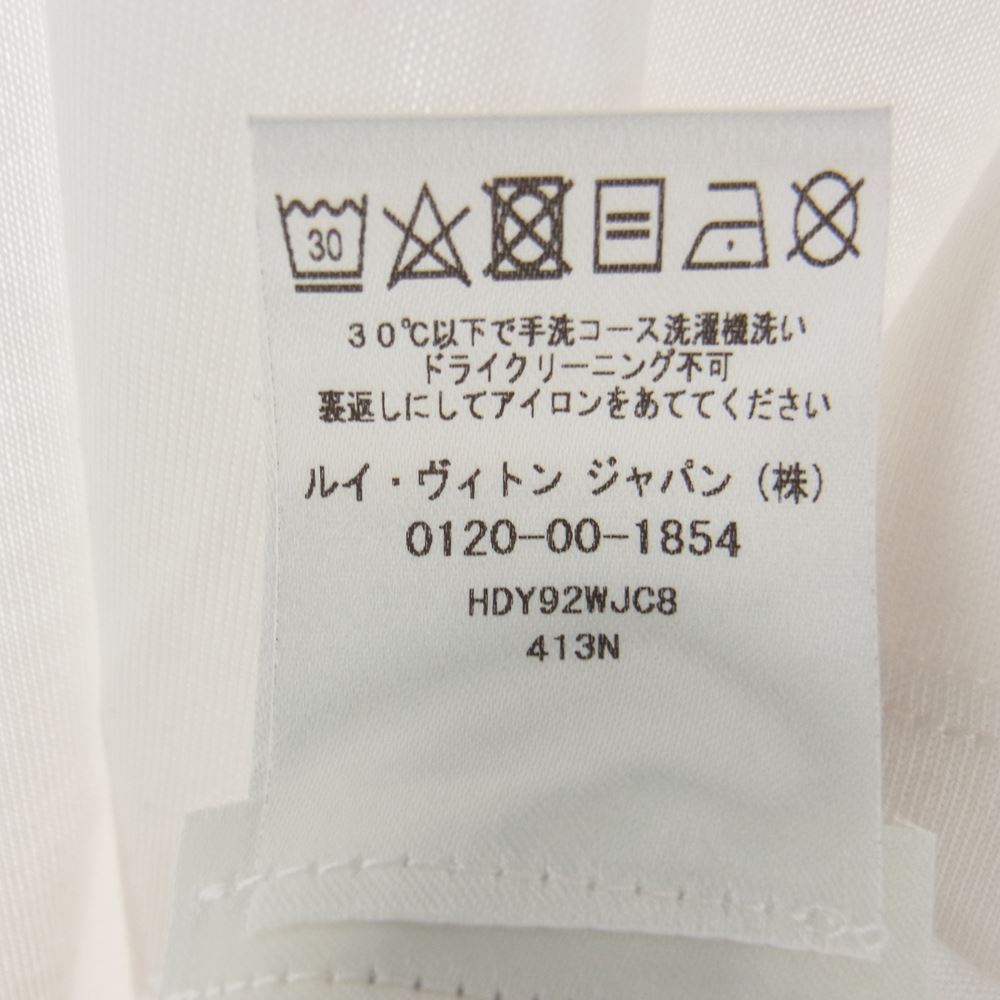 30
30℃以下で手洗コース洗濯機洗い
ドライクリーニング不可
裏返しにしてアイロンをあててください
ルイ・ヴィトン ジャパン (株)
0120-00-1854
HDY92WJC8
413N